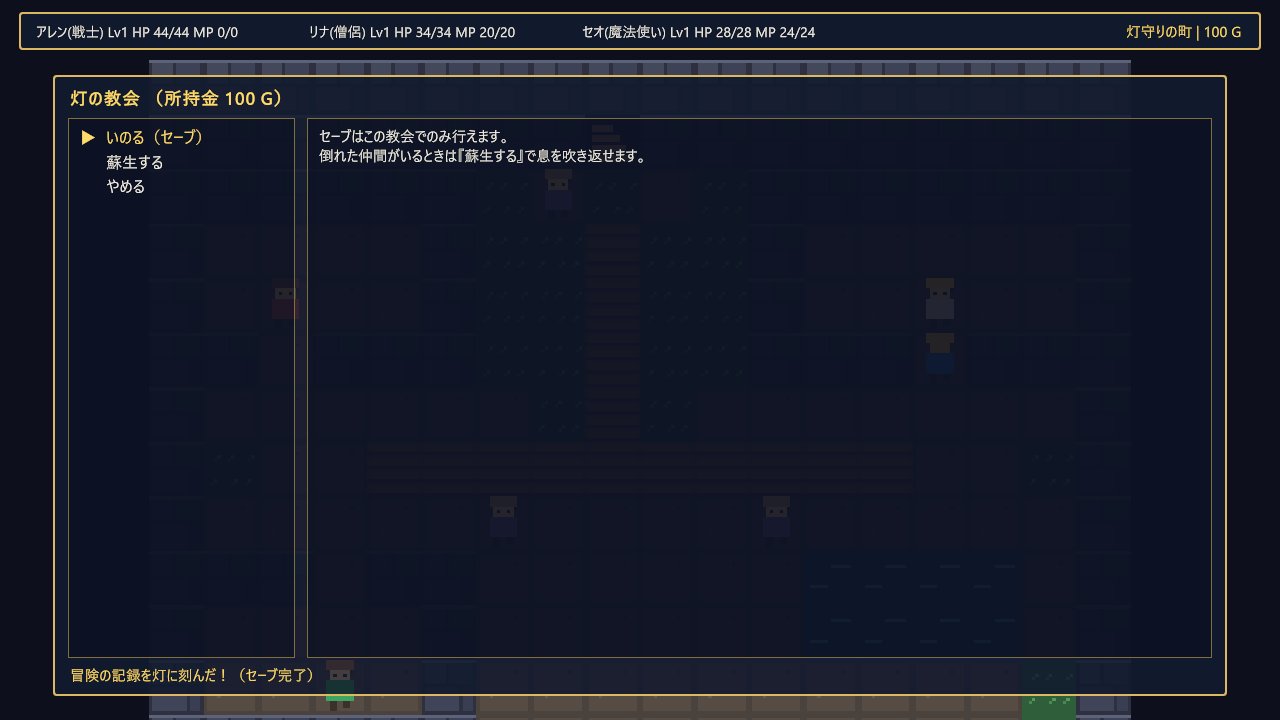 アレン(戦士) Lv1 HP 44/44 MP 0/0 リナ(僧侶) Lv1 HP 34/34 MP 20/20 セオ(魔法使い) Lv1 HP 28/28 MP 24/24 灯守りの町 | 100 G
灯の教会 （所持金 100 G）
▶ いのる（セーブ）
蘇生する
やめる
セーブはこの教会でのみ行えます。
倒れた仲間がいるときは『蘇生する』で息を吹き返せます。
冒険の記録を灯に刻んだ！（セーブ完了）